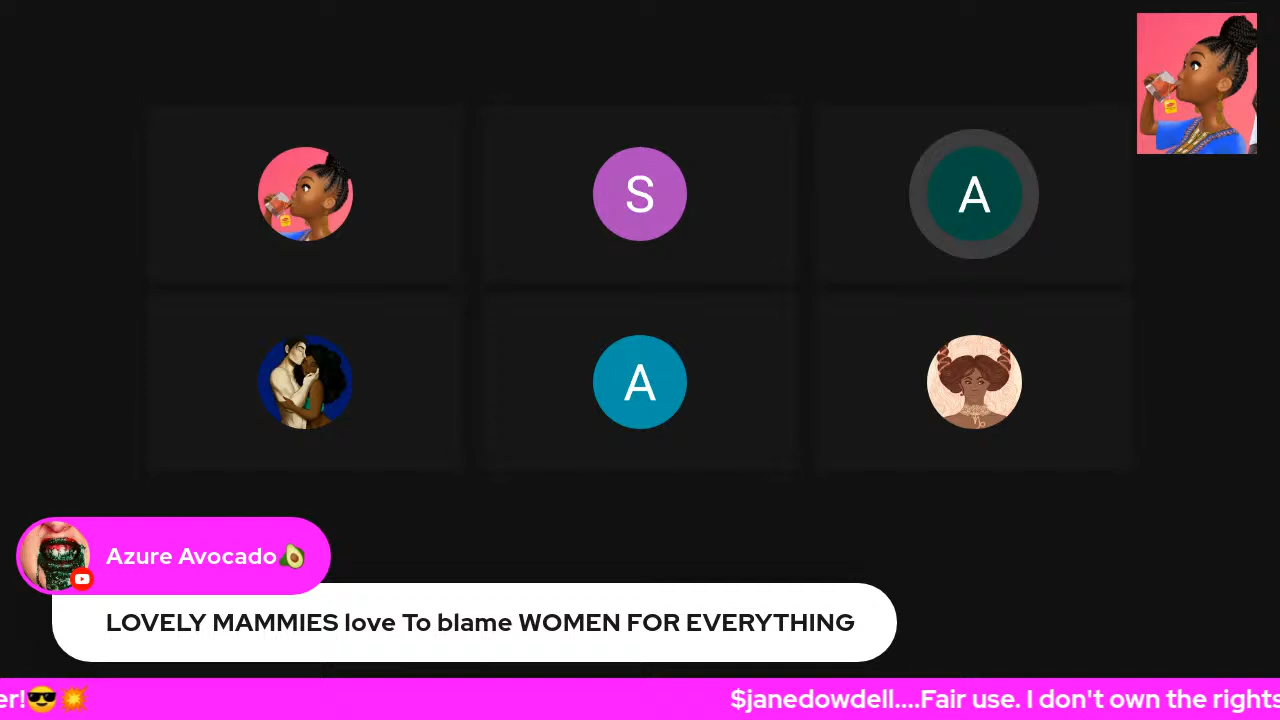 S
A
A
Azure Avocado🥑
LOVELY MAMMIES love To blame WOMEN FOR EVERYTHING
er!😎💥 $janedowdell....Fair use. I don't own the rights